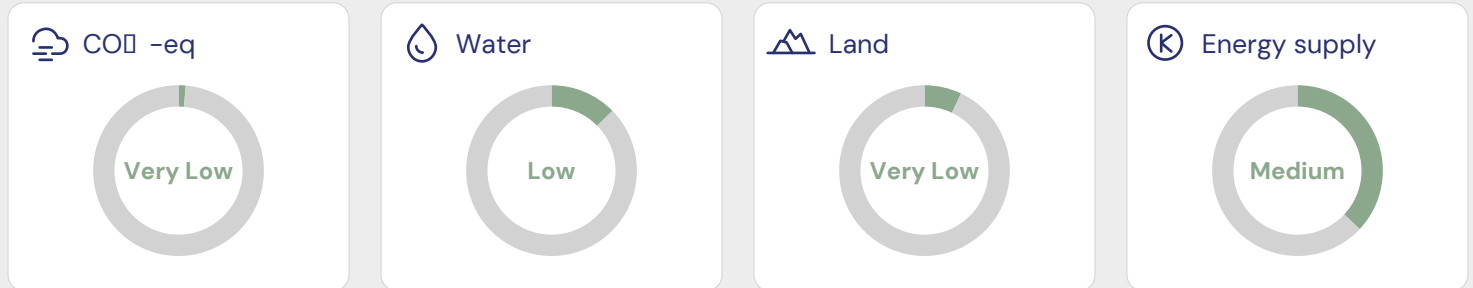 CO▯ -eq
Water
Land
Energy supply
Very Low
Low
Very Low
Medium